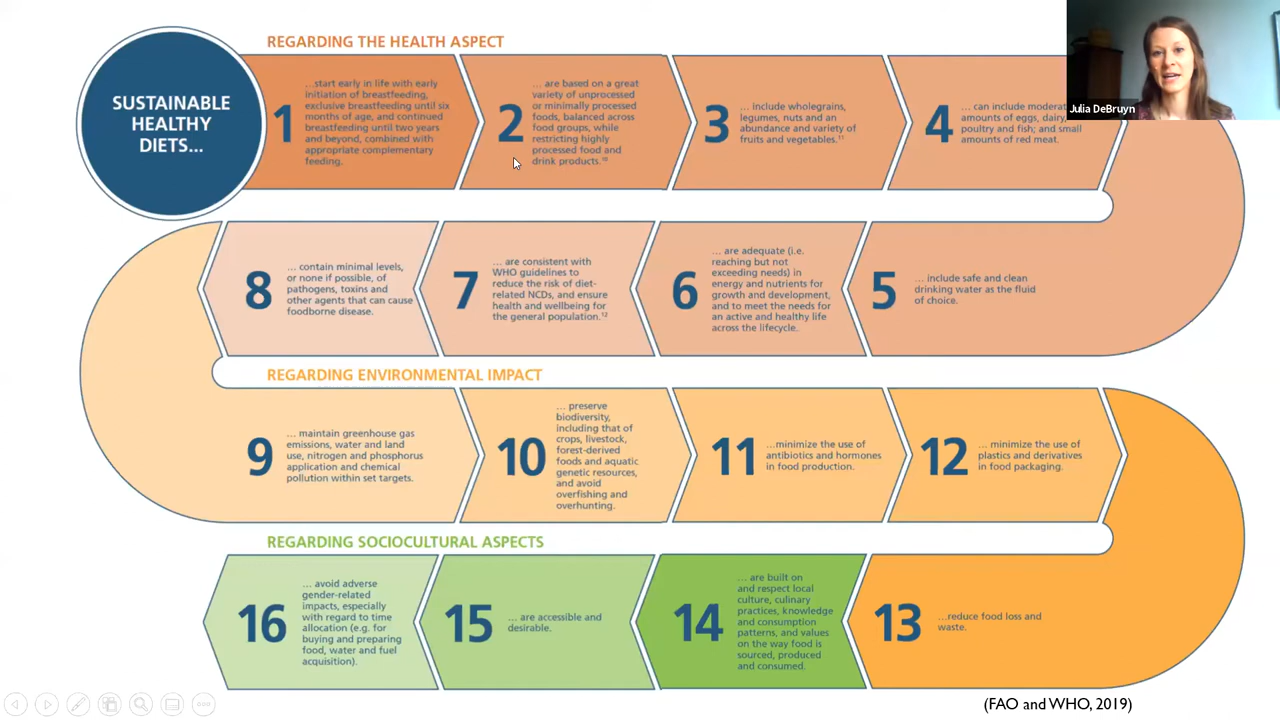 REGARDING THE HEALTH ASPECT
SUSTAINABLE
HEALTHY
DIETS...
1
...start early in life with early
initiation of breastfeeding,
exclusive breastfeeding until six
months of age, and continued
breastfeeding until two years
and beyond, combined with
appropriate complementary
feeding.
2
... are based on a great
variety of unprocessed
or minimally processed
foods, balanced across
food groups, while
restricting highly
processed food and
drink products.¹⁰
3
... include wholegrains,
legumes, nuts and an
abundance and variety of
fruits and vegetables.¹¹
4
... can include
amounts of eggs, dairy,
poultry and fish; and small
amounts of red meat.
Julia DeBruyn
5
... include safe and clean
drinking water as the fluid
of choice.
6
... are adequate (i.e.
reaching but not
exceeding needs) in
energy and nutrients for
growth and development,
and to meet the needs for
an active and healthy life
across the lifecycle.
7
... are consistent with
WHO guidelines to
reduce the risk of diet-
related NCDs, and ensure
health and wellbeing for
the general population.¹²
8
... contain minimal levels,
or none if possible, of
pathogens, toxins and
other agents that can cause
foodborne disease.
REGARDING ENVIRONMENTAL IMPACT
9
... maintain greenhouse gas
emissions, water and land
use, nitrogen and phosphorus
application and chemical
pollution within set targets.
10
... preserve
biodiversity,
including that of
crops, livestock,
forest-derived
foods and aquatic
genetic resources,
and avoid
overfishing and
overhunting.
11
...minimize the use of
antibiotics and hormones
in food production.
12
... minimize the use of
plastics and derivatives
in food packaging.
13
...reduce food loss and
waste.
REGARDING SOCIOCULTURAL ASPECTS
14
... are built on
and respect local
culture, culinary
practices, knowledge
and consumption
patterns, and values
on the way food is
sourced, produced
and consumed.
15
... are accessible and
desirable.
16
... avoid adverse
gender-related
impacts, especially
with regard to time
allocation (e.g. for
buying and preparing
food, water and fuel
acquisition).
(FAO and WHO, 2019)